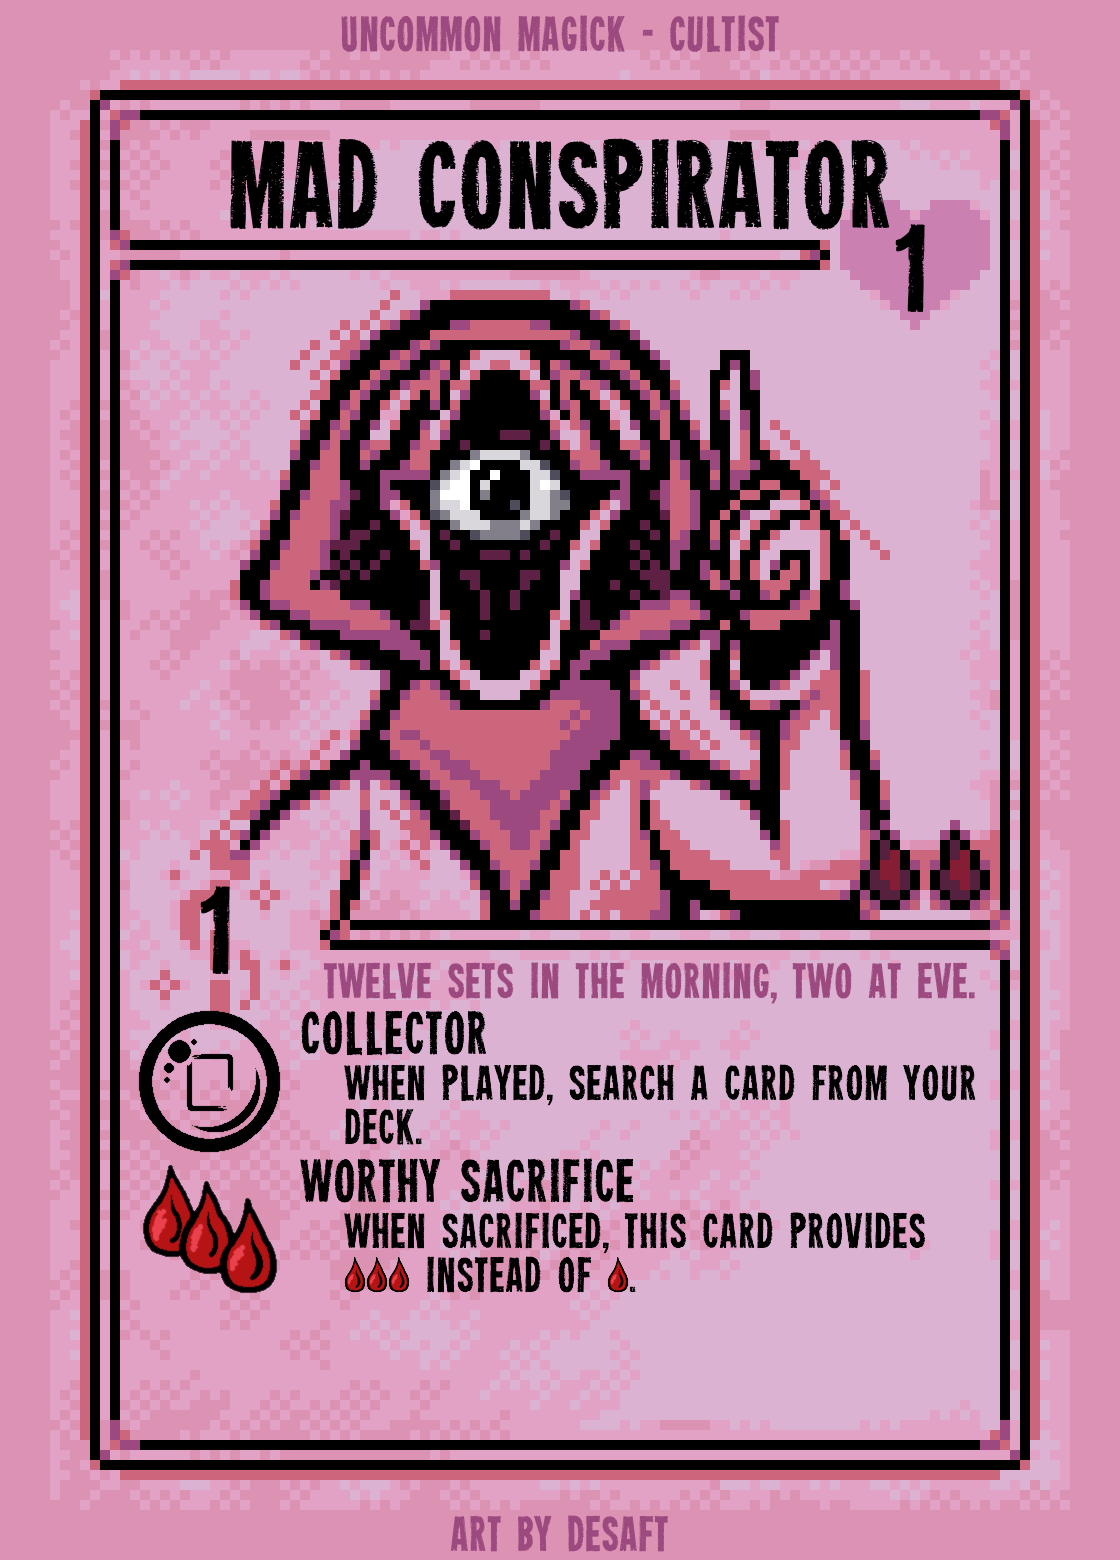 UNCOMMON MAGICK - CULTIST
MAD CONSPIRATOR
1
1
TWELVE SETS IN THE MORNING, TWO AT EVE.
COLLECTOR
WHEN PLAYED, SEARCH A CARD FROM YOUR
DECK.
WORTHY SACRIFICE
WHEN SACRIFICED, THIS CARD PROVIDES
INSTEAD OF .
ART BY DESAFT